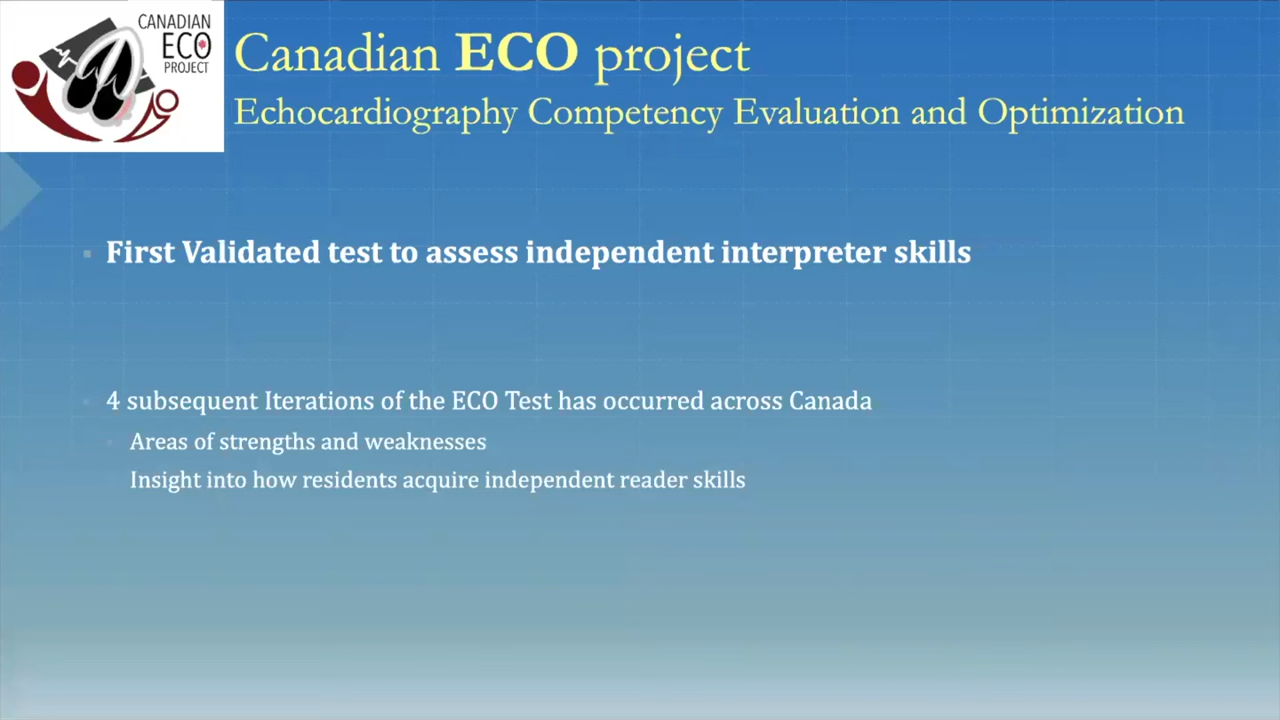 CANADIAN
ECO
PROJECT
Canadian ECO project
Echocardiography Competency Evaluation and Optimization
First Validated test to assess independent interpreter skills
4 subsequent Iterations of the ECO Test has occurred across Canada
Areas of strengths and weaknesses
Insight into how residents acquire independent reader skills